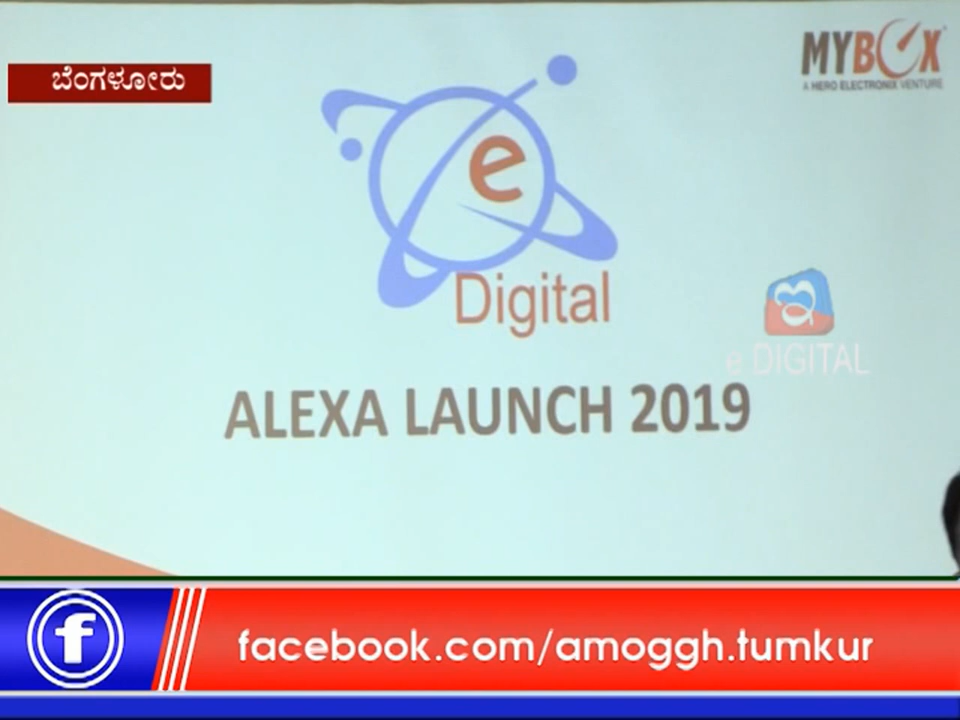 ಬೆಂಗಳೂರು
MYBOX
A HERO ELECTRONIX VENTURE
e
Digital
ಅ
e DIGITAL
ALEXA LAUNCH 2019
f facebook.com/amoggh.tumkur